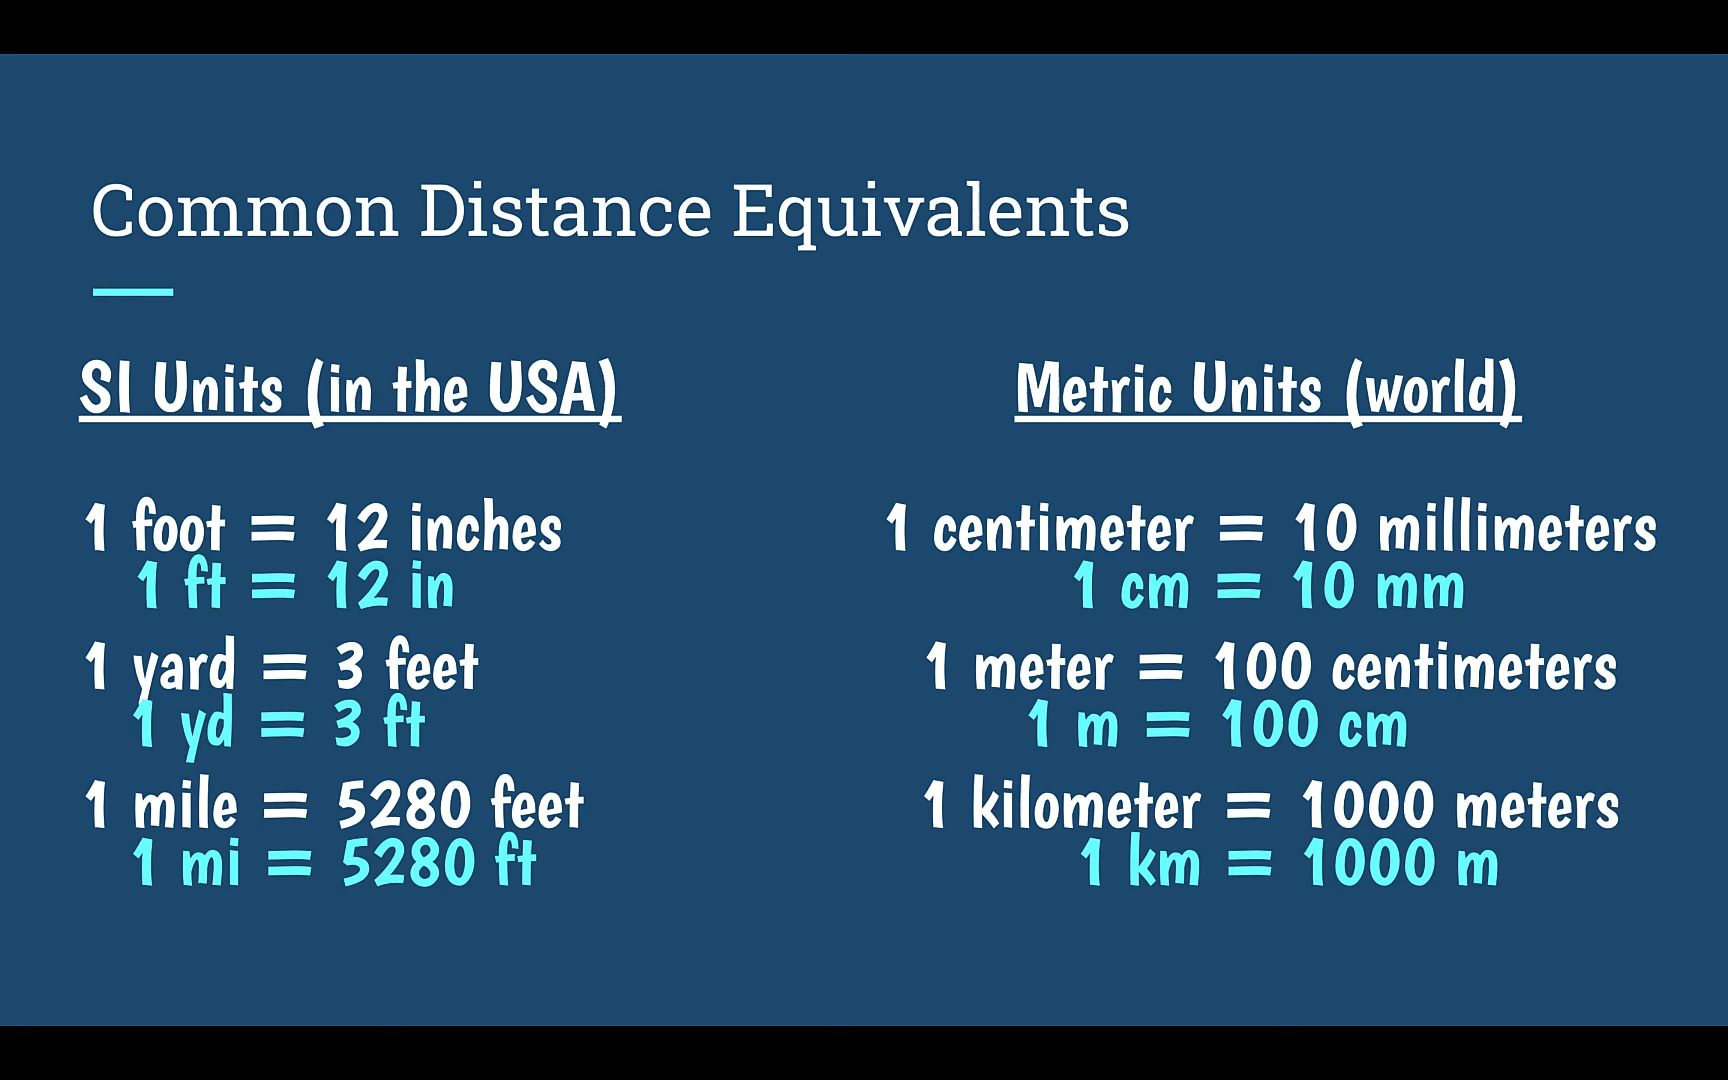 Common Distance Equivalents
SI Units (in the USA)
1 foot = 12 inches
1 ft = 12 in
1 yard = 3 feet
1 yd = 3 ft
1 mile = 5280 feet
1 mi = 5280 ft
Metric Units (world)
1 centimeter = 10 millimeters
1 cm = 10 mm
1 meter = 100 centimeters
1 m = 100 cm
1 kilometer = 1000 meters
1 km = 1000 m